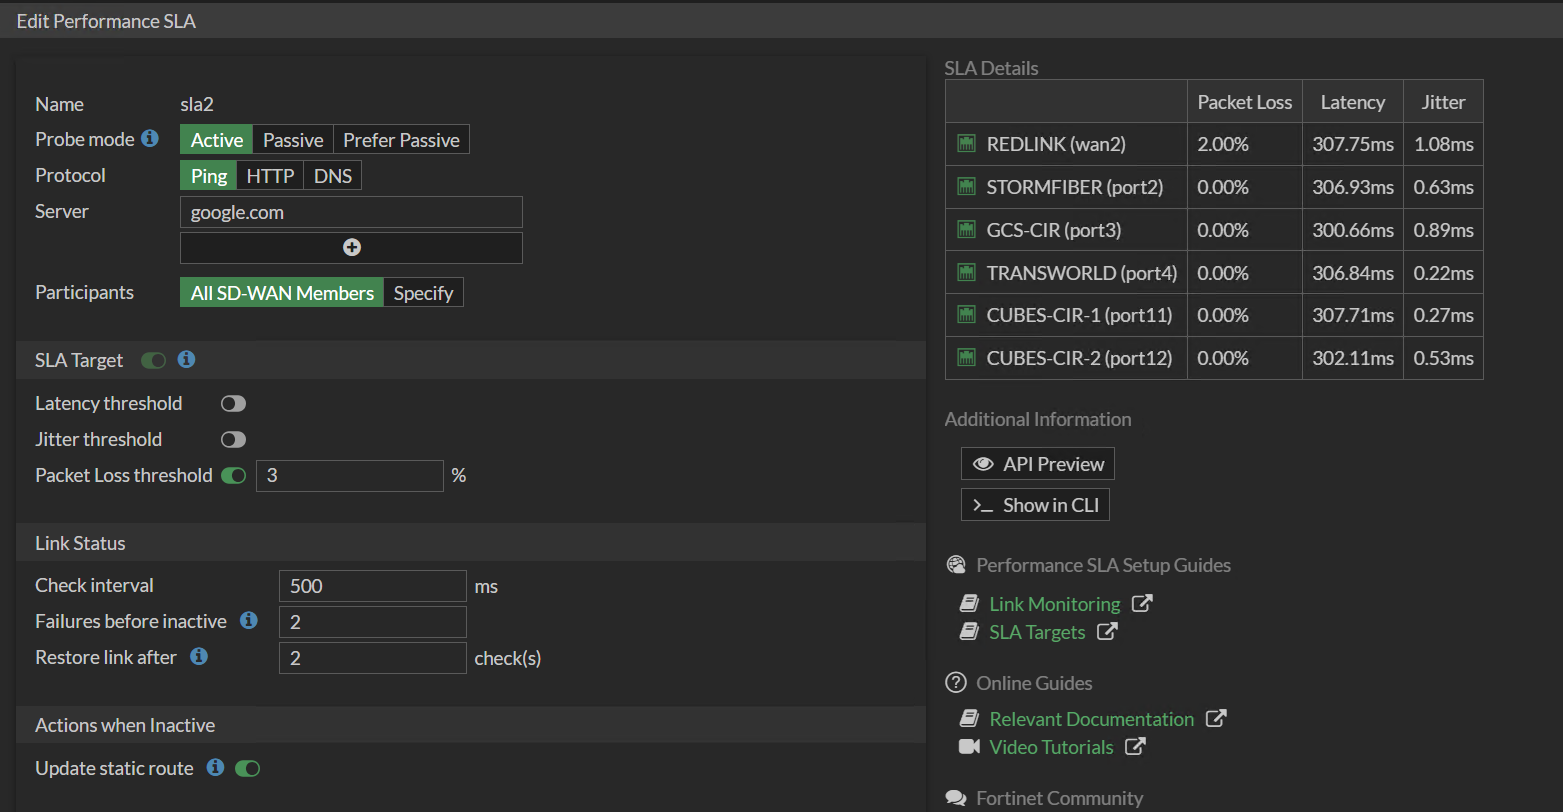 Edit Performance SLA
Name sla2
Probe mode Active Passive Prefer Passive
Protocol Ping HTTP DNS
Server google.com
Participants All SD-WAN Members Specify
SLA Target
Latency threshold
Jitter threshold
Packet Loss threshold 3 %
Link Status
Check interval 500 ms
Failures before inactive 2
Restore link after 2 check(s)
Actions when Inactive
Update static route
SLA Details
Packet Loss Latency Jitter
REDLINK (wan2) 2.00% 307.75ms 1.08ms
STORMFIBER (port2) 0.00% 306.93ms 0.63ms
GCS-CIR (port3) 0.00% 300.66ms 0.89ms
TRANSWORLD (port4) 0.00% 306.84ms 0.22ms
CUBES-CIR-1 (port11) 0.00% 307.71ms 0.27ms
CUBES-CIR-2 (port12) 0.00% 302.11ms 0.53ms
Additional Information
API Preview
>_ Show in CLI
Performance SLA Setup Guides
Link Monitoring
SLA Targets
Online Guides
Relevant Documentation
Video Tutorials
Fortinet Community